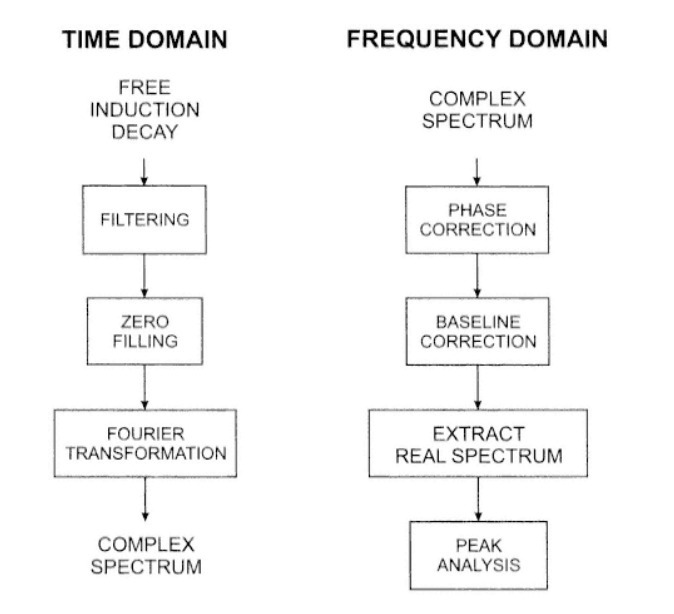 TIME DOMAIN
FREE
INDUCTION
DECAY
FILTERING
ZERO
FILLING
FOURIER
TRANSFORMATION
COMPLEX
SPECTRUM
FREQUENCY DOMAIN
COMPLEX
SPECTRUM
PHASE
CORRECTION
BASELINE
CORRECTION
EXTRACT
REAL SPECTRUM
PEAK
ANALYSIS